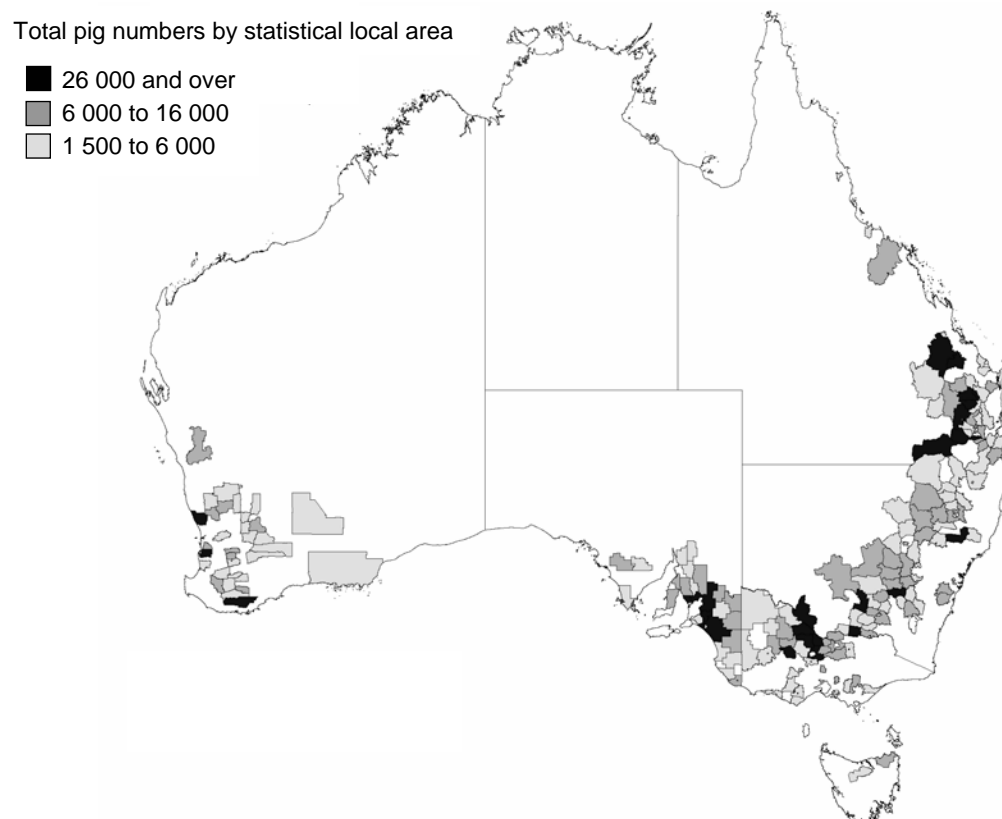 Total pig numbers by statistical local area
26 000 and over
6 000 to 16 000
1 500 to 6 000